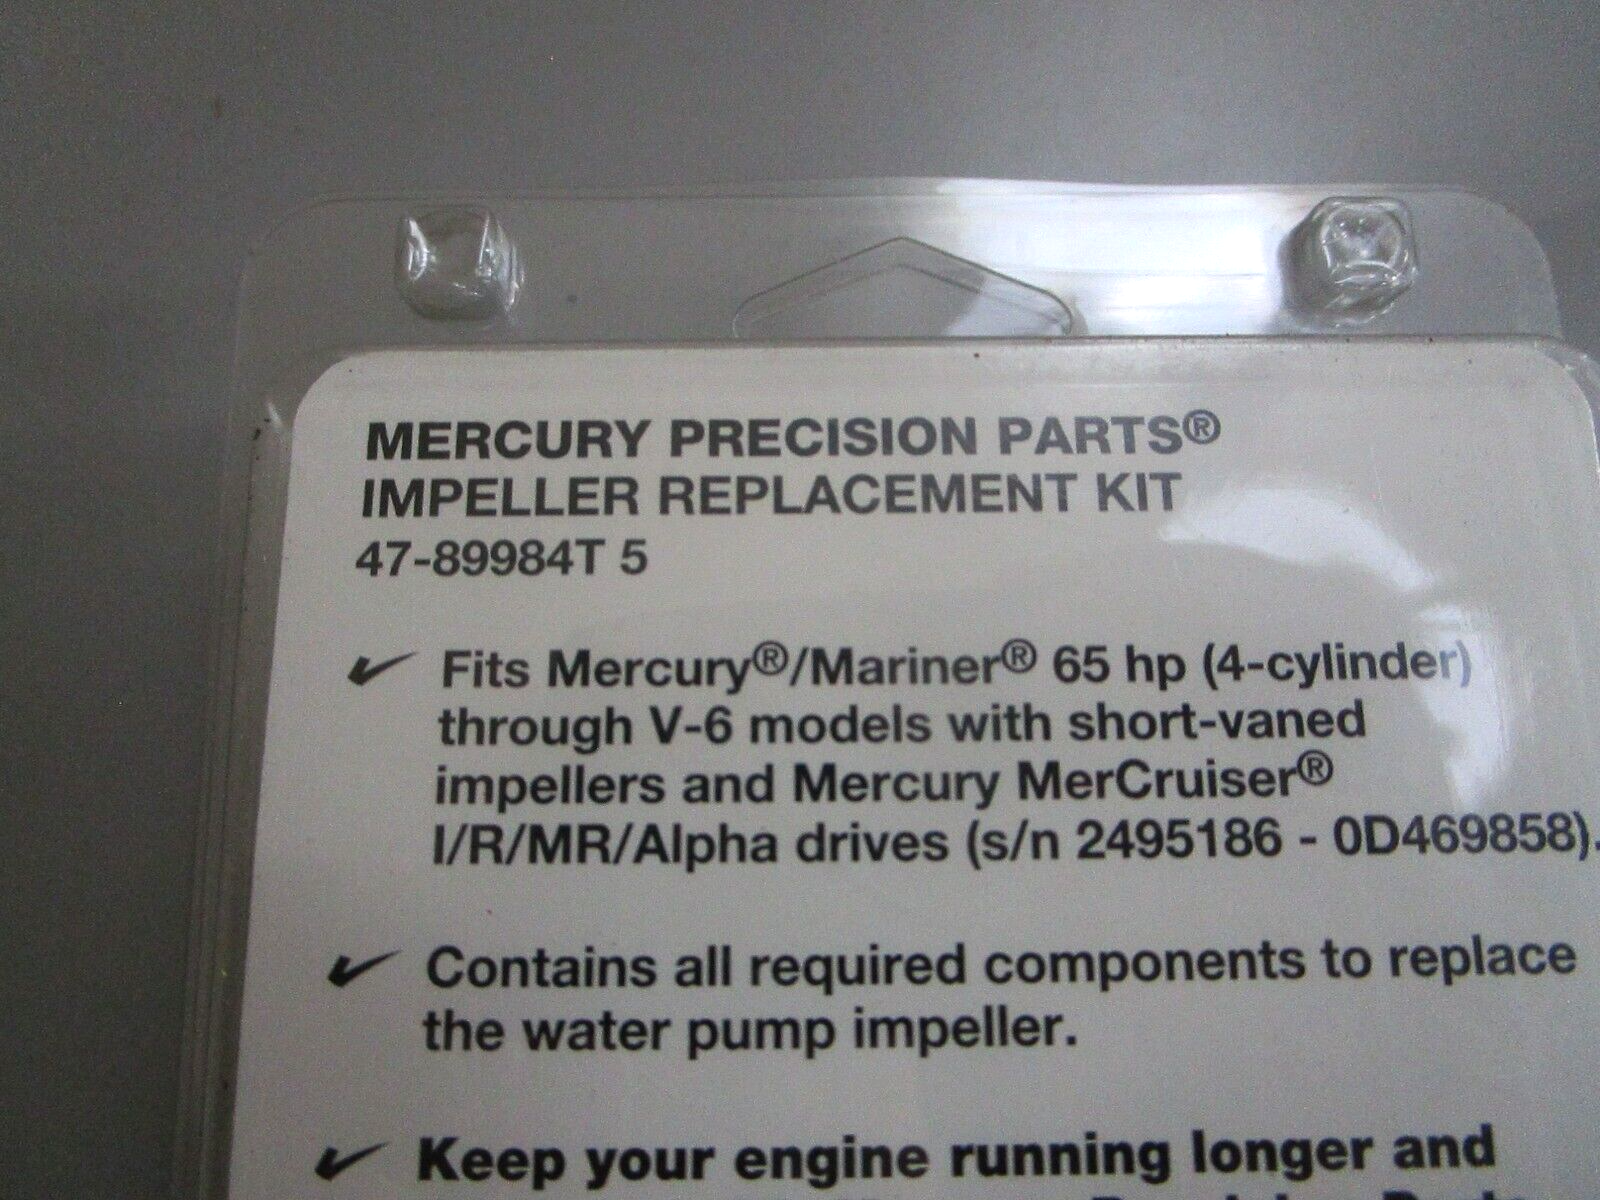 MERCURY PRECISION PARTS®
IMPELLER REPLACEMENT KIT
47-89984T 5
✓ Fits Mercury®/Mariner® 65 hp (4-cylinder)
through V-6 models with short-vaned
impellers and Mercury MerCruiser®
I/R/MR/Alpha drives (s/n 2495186 - 0D469858).
✓ Contains all required components to replace
the water pump impeller.
✓ Keep your engine running longer and